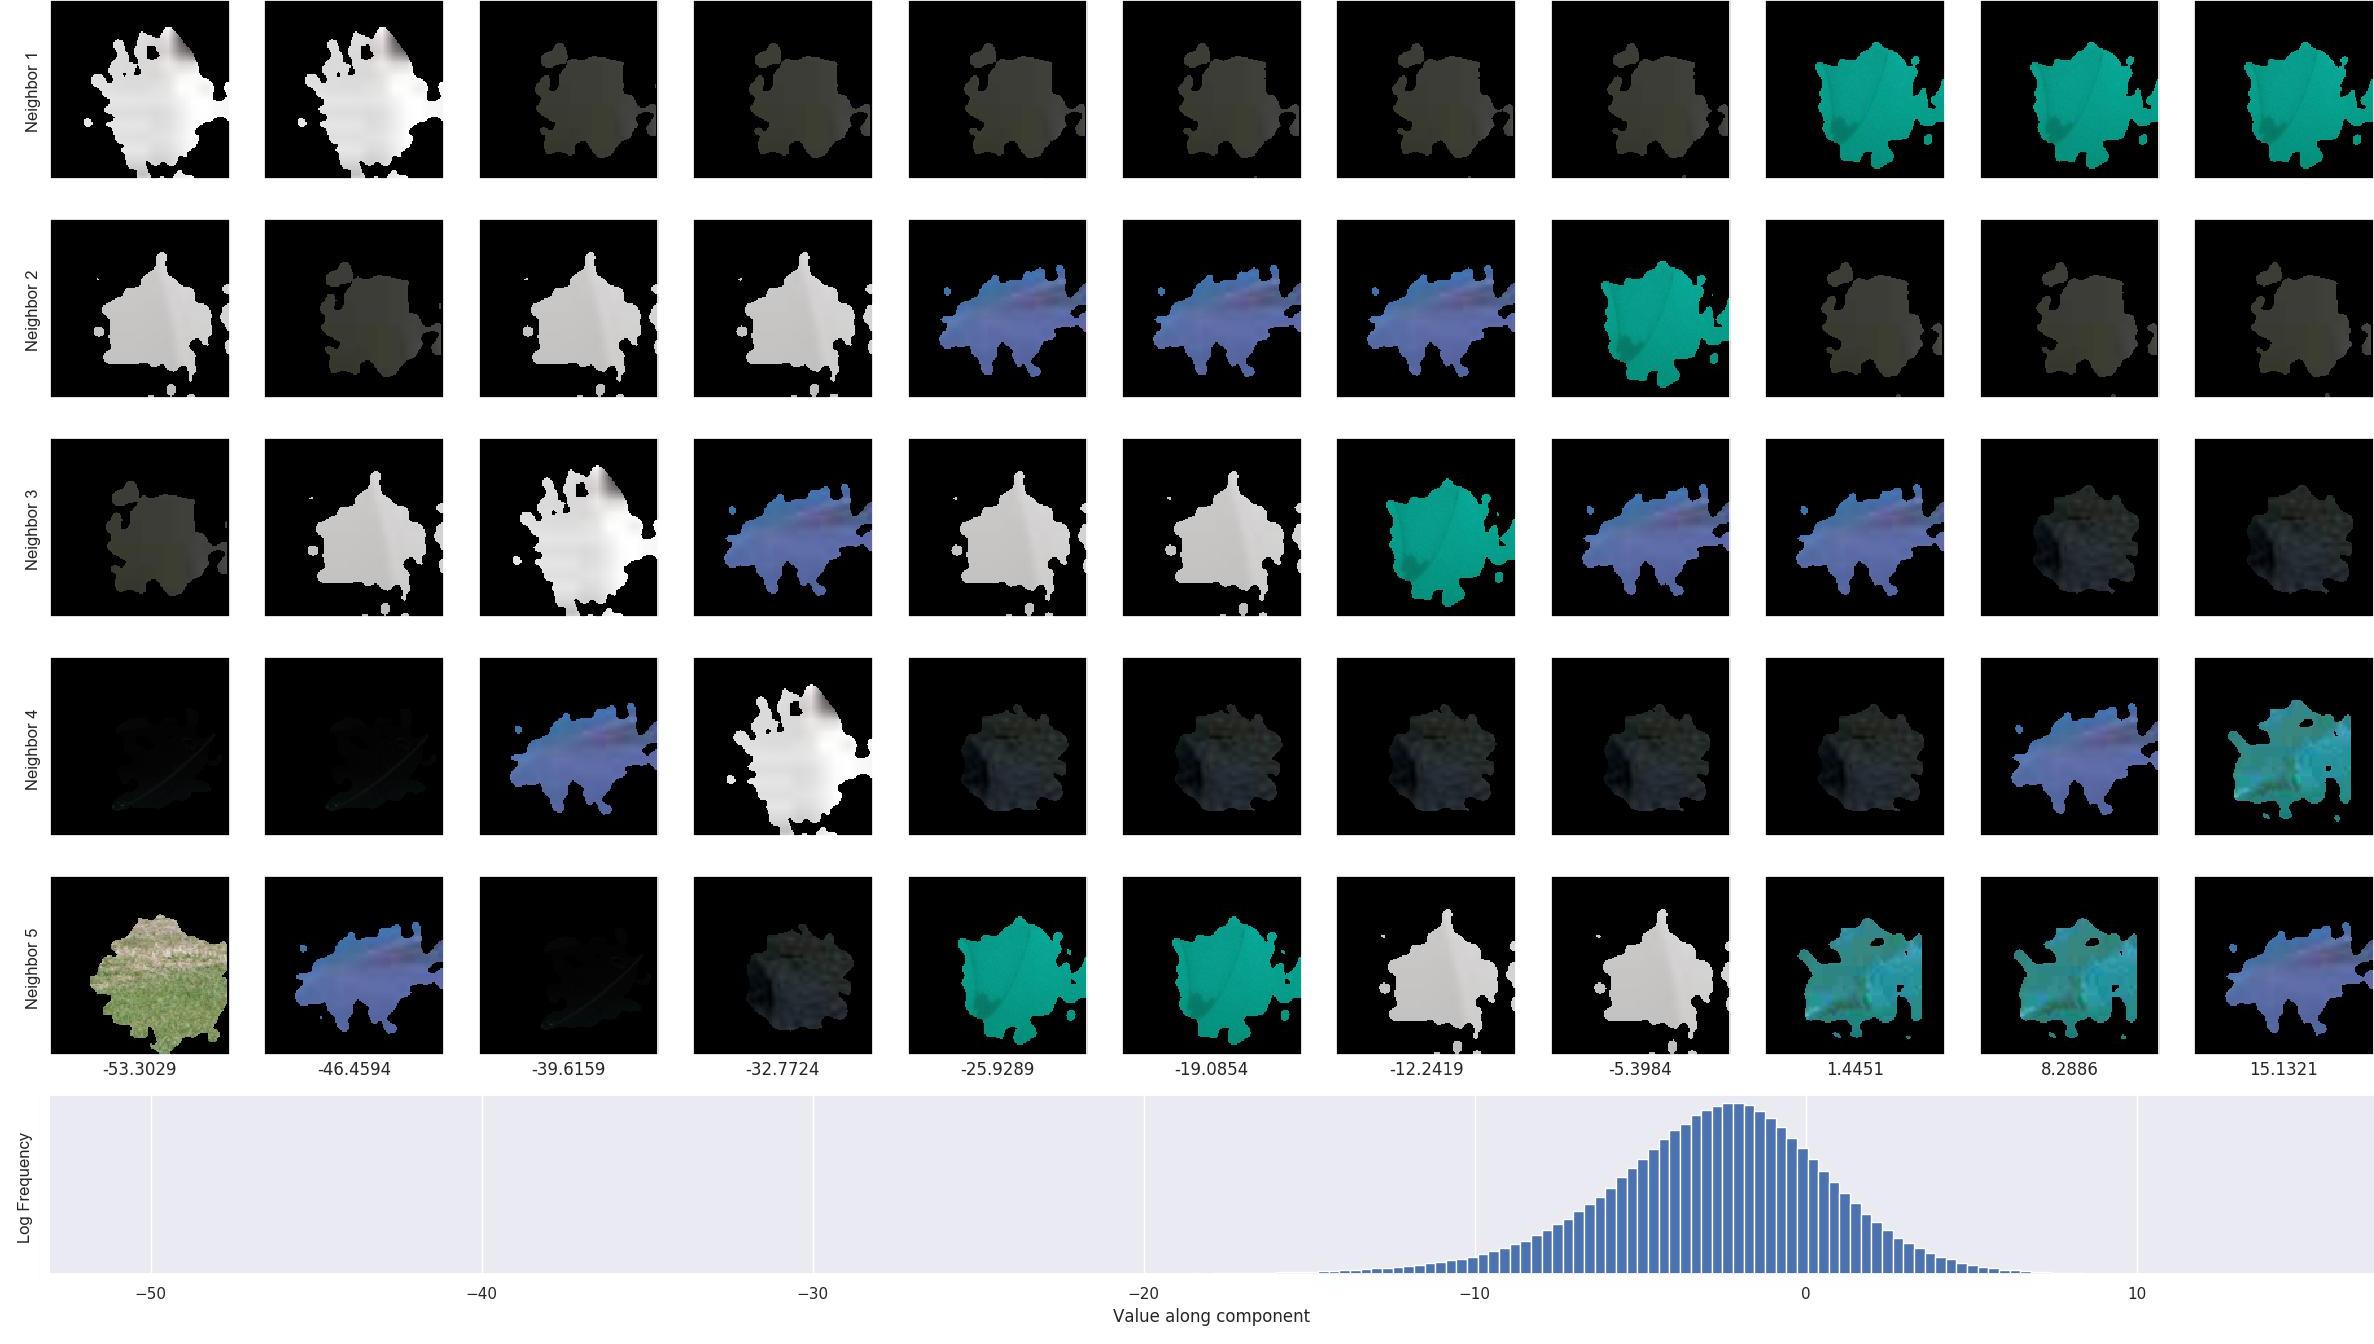 Neighbor 1
Neighbor 2
Neighbor 3
Neighbor 4
Neighbor 5
-53.3029 -46.4594 -39.6159 -32.7724 -25.9289 -19.0854 -12.2419 -5.3984 1.4451 8.2886 15.1321
Log Frequency
−50 −40 −30 −20 −10 0 10
Value along component